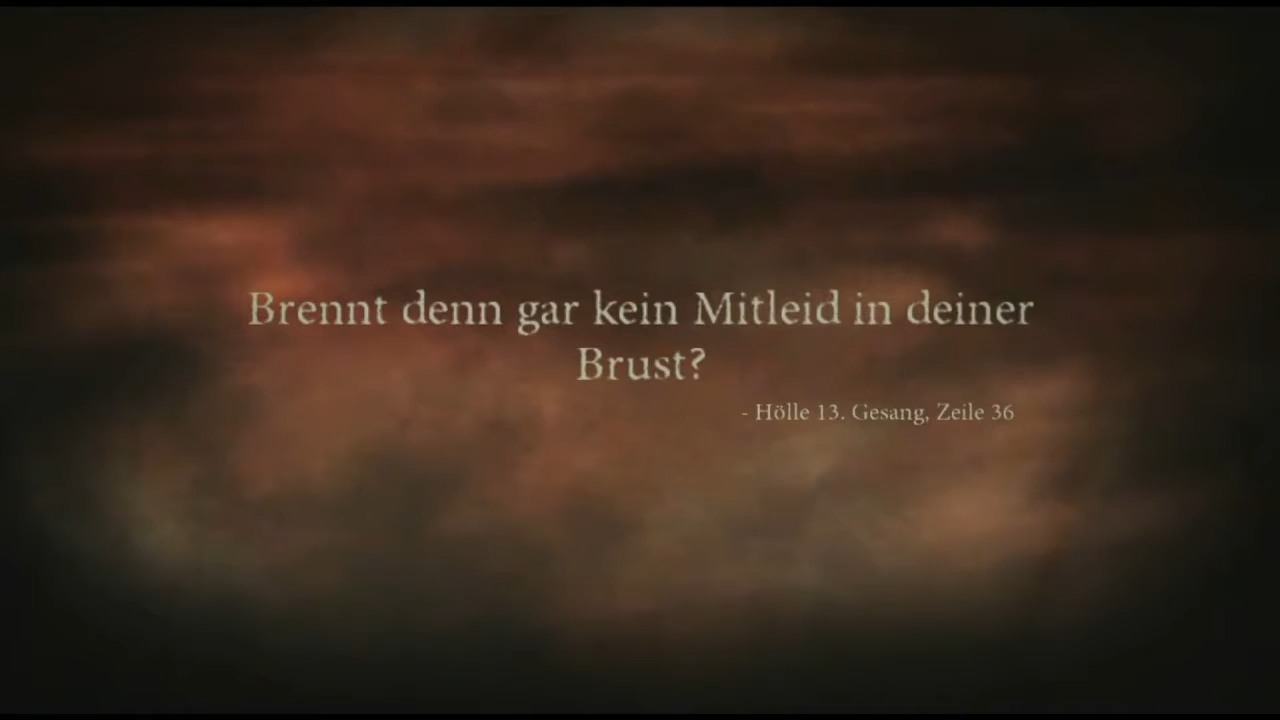 Brennt denn gar kein Mitleid in deiner
Brust?
- Hölle 13. Gesang, Zeile 36